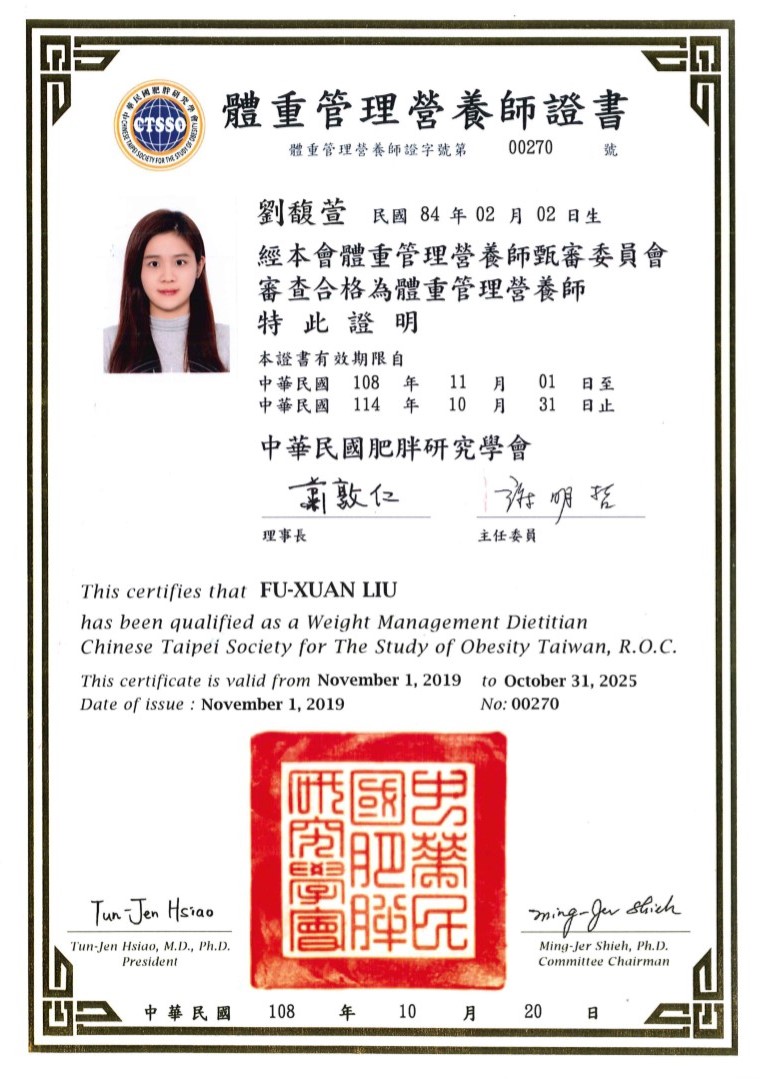 中華民國肥胖研究學會
CTSSO
CHINESE TAIPEI SOCIETY FOR THE STUDY OF OBESITY
體重管理營養師證書
體重管理營養師證字號第 00270 號
劉馥萱 民國 84 年 02 月 02 日生
經本會體重管理營養師甄審委員會
審查合格為體重管理營養師
特此證明
本證書有效期限自
中華民國 108 年 11 月 01 日至
中華民國 114 年 10 月 31 日止
中華民國肥胖研究學會
蕭敦仁 謝明哲
理事長 主任委員
This certifies that FU-XUAN LIU
has been qualified as a Weight Management Dietitian
Chinese Taipei Society for The Study of Obesity Taiwan, R.O.C.
This certificate is valid from November 1, 2019 to October 31, 2025
Date of issue : November 1, 2019 No: 00270
中華民
國肥胖
研究學會
Tun-Jen Hsiao Ming-Jer Shieh
Tun-Jen Hsiao, M.D., Ph.D. Ming-Jer Shieh, Ph.D.
President Committee Chairman
中華民國 108 年 10 月 20 日